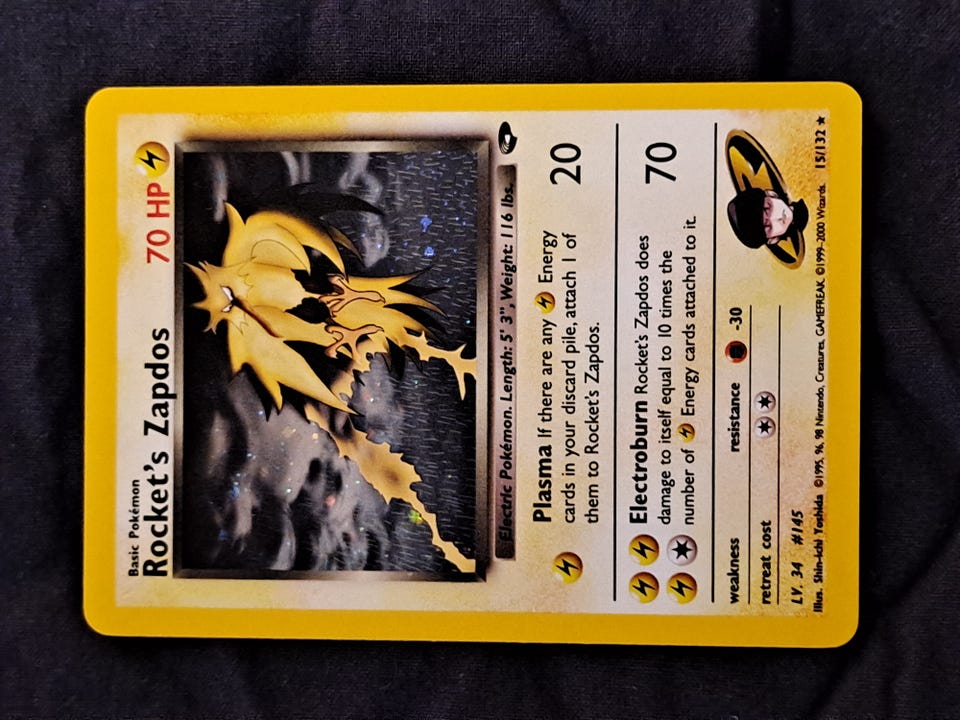 Basic Pokémon
Rocket's Zapdos 70 HP
Electric Pokémon. Length: 5' 3", Weight: 116 lbs.
Plasma If there are any Energy 20
cards in your discard pile, attach 1 of
them to Rocket's Zapdos.
Electroburn Rocket's Zapdos does 70
damage to itself equal to 10 times the
number of Energy cards attached to it.
weakness resistance -30
retreat cost
LV. 34 #145
Illus. Shin-ichi Yoshida ©1995, 96, 98 Nintendo, Creatures, GAMEFREAK. ©1999-2000 Wizards. 15/132 ★